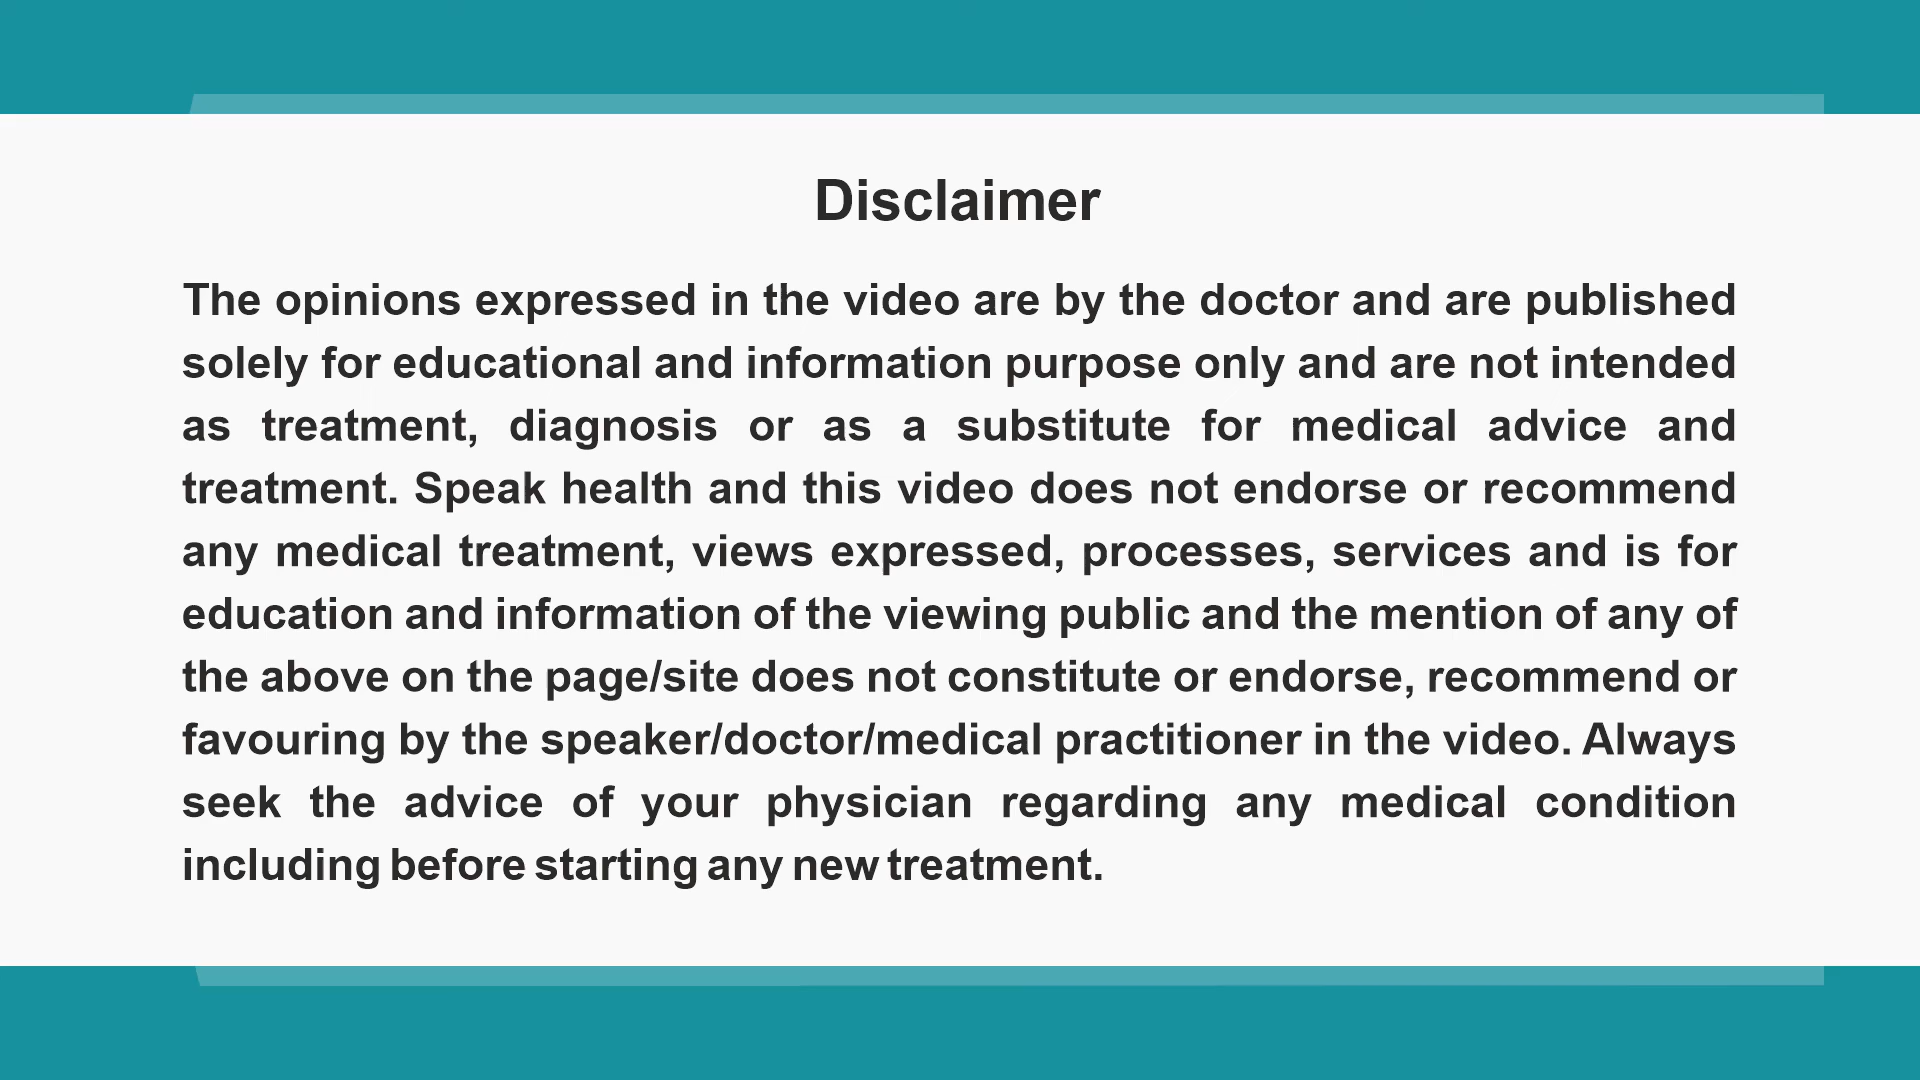 Disclaimer
The opinions expressed in the video are by the doctor and are published
solely for educational and information purpose only and are not intended
as treatment, diagnosis or as a substitute for medical advice and
treatment. Speak health and this video does not endorse or recommend
any medical treatment, views expressed, processes, services and is for
education and information of the viewing public and the mention of any of
the above on the page/site does not constitute or endorse, recommend or
favouring by the speaker/doctor/medical practitioner in the video. Always
seek the advice of your physician regarding any medical condition
including before starting any new treatment.